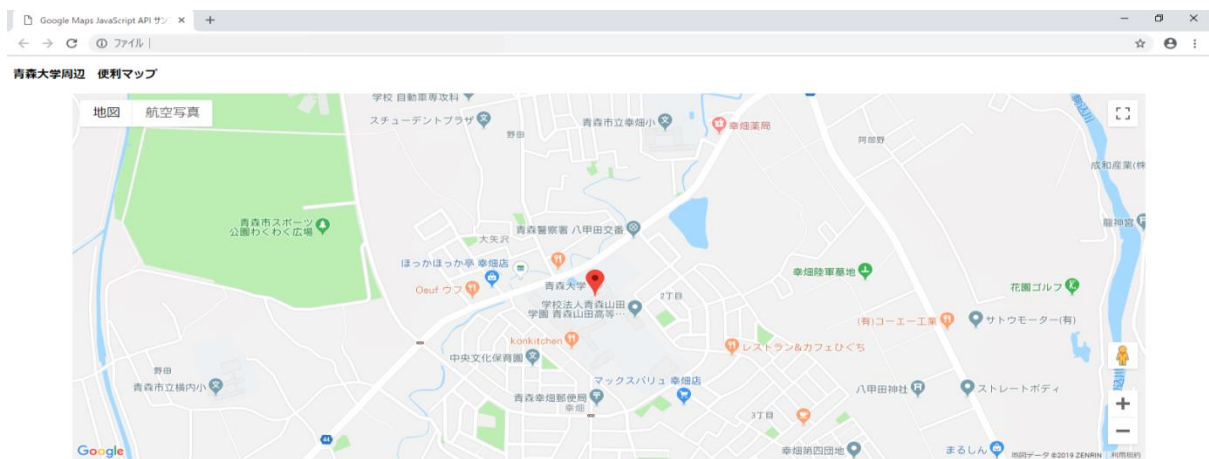 Google Maps JavaScript API サン
ファイル
青森大学周辺 便利マップ
地図 航空写真
学校 自動車専攻科
スチューデントプラザ
野田
青森市立幸畑小
幸畑薬局
阿部野
駒込川
成和産業(株
龍神宮
青森市スポーツ
公園わくわく広場
大矢沢
青森警察署 八甲田交番
ほっかほっか亭 幸畑店
Oeuf ウフ
青森大学
学校法人青森山田
学園 青森山田高等…
2丁目
幸畑陸軍墓地
花園ゴルフ
(有)コーエー工業
サトウモーター(有)
konkitchen
レストラン&カフェひぐち
中央文化保育園
野田
青森市立横内小
マックスバリュ 幸畑店
青森幸畑郵便局
幸畑
八甲田神社
ストレートボディ
3丁目
44
幸畑第四団地
まるしん
Google
地図データ ©2019 ZENRIN
利用規約